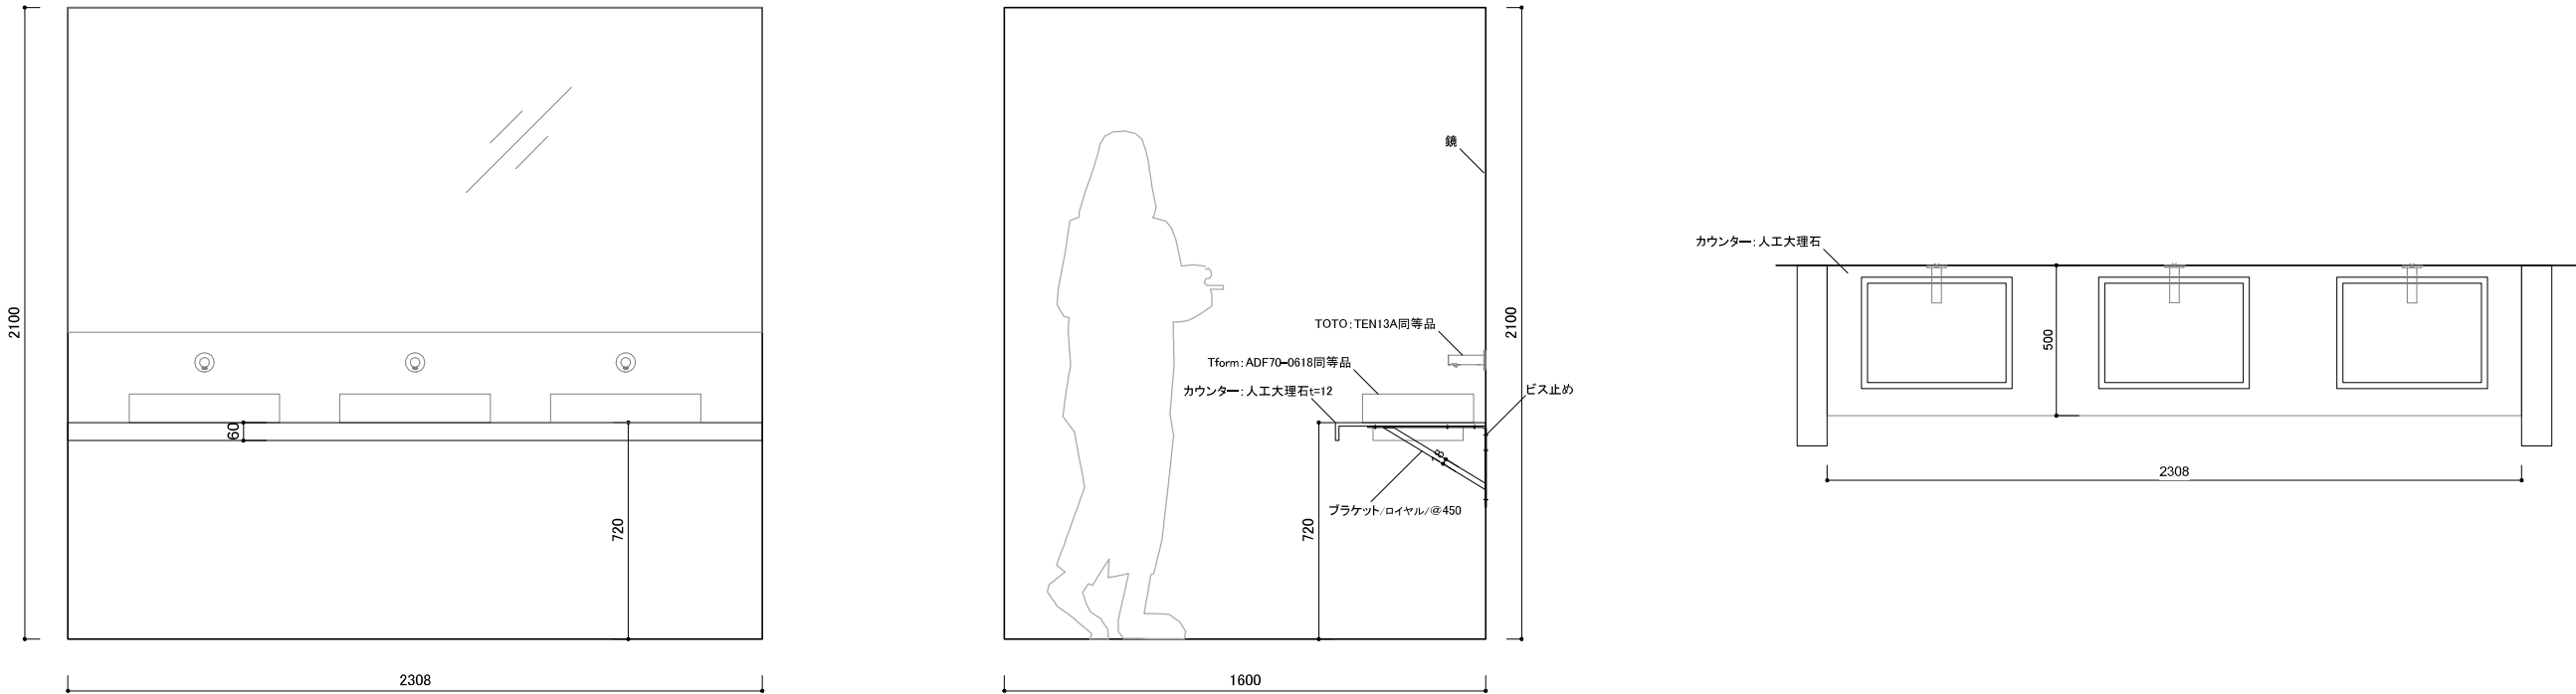 2100
60
720
2308
鏡
TOTO:TEN13A同等品
Tform:ADF70-0618同等品
カウンター:人工大理石t=12
ビス止め
18
ブラケット/ロイヤル/@450
720
2100
1600
カウンター:人工大理石
500
2308